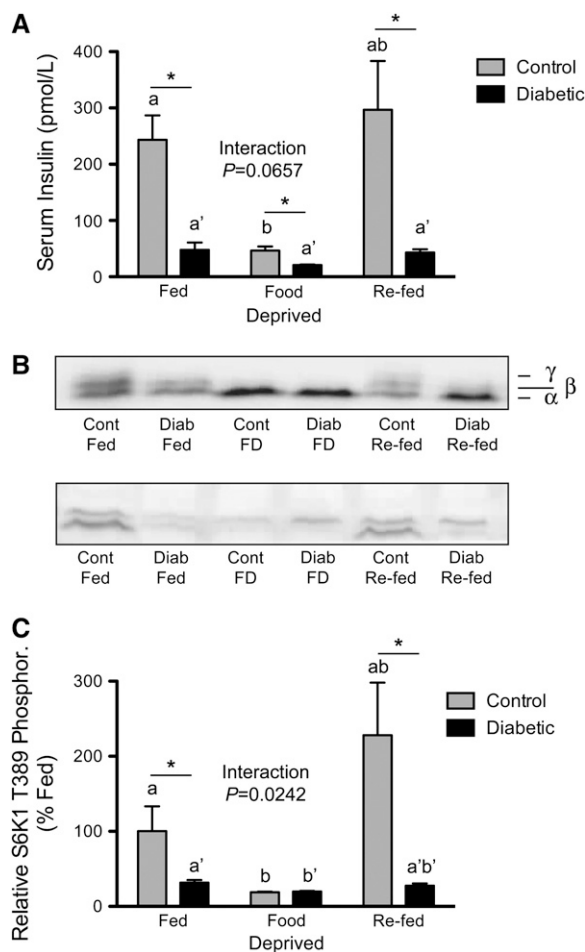 A
Serum Insulin (pmol/L)
400
300
200
100
0
a
*
a’
Interaction
P=0.0657
*
b
a’
ab
*
a’
Control
Diabetic
Fed
Food
Deprived
Re-fed
B
γ
α
β
Cont Diab Cont Diab Cont Diab
Fed Fed FD FD Re-fed Re-fed
Cont Diab Cont Diab Cont Diab
Fed Fed FD FD Re-fed Re-fed
C
Relative S6K1 T389 Phosphor.
(% Fed)
300
200
100
0
a
*
a’
Interaction
P=0.0242
b
b’
ab
*
a’b’
Control
Diabetic
Fed
Food
Deprived
Re-fed